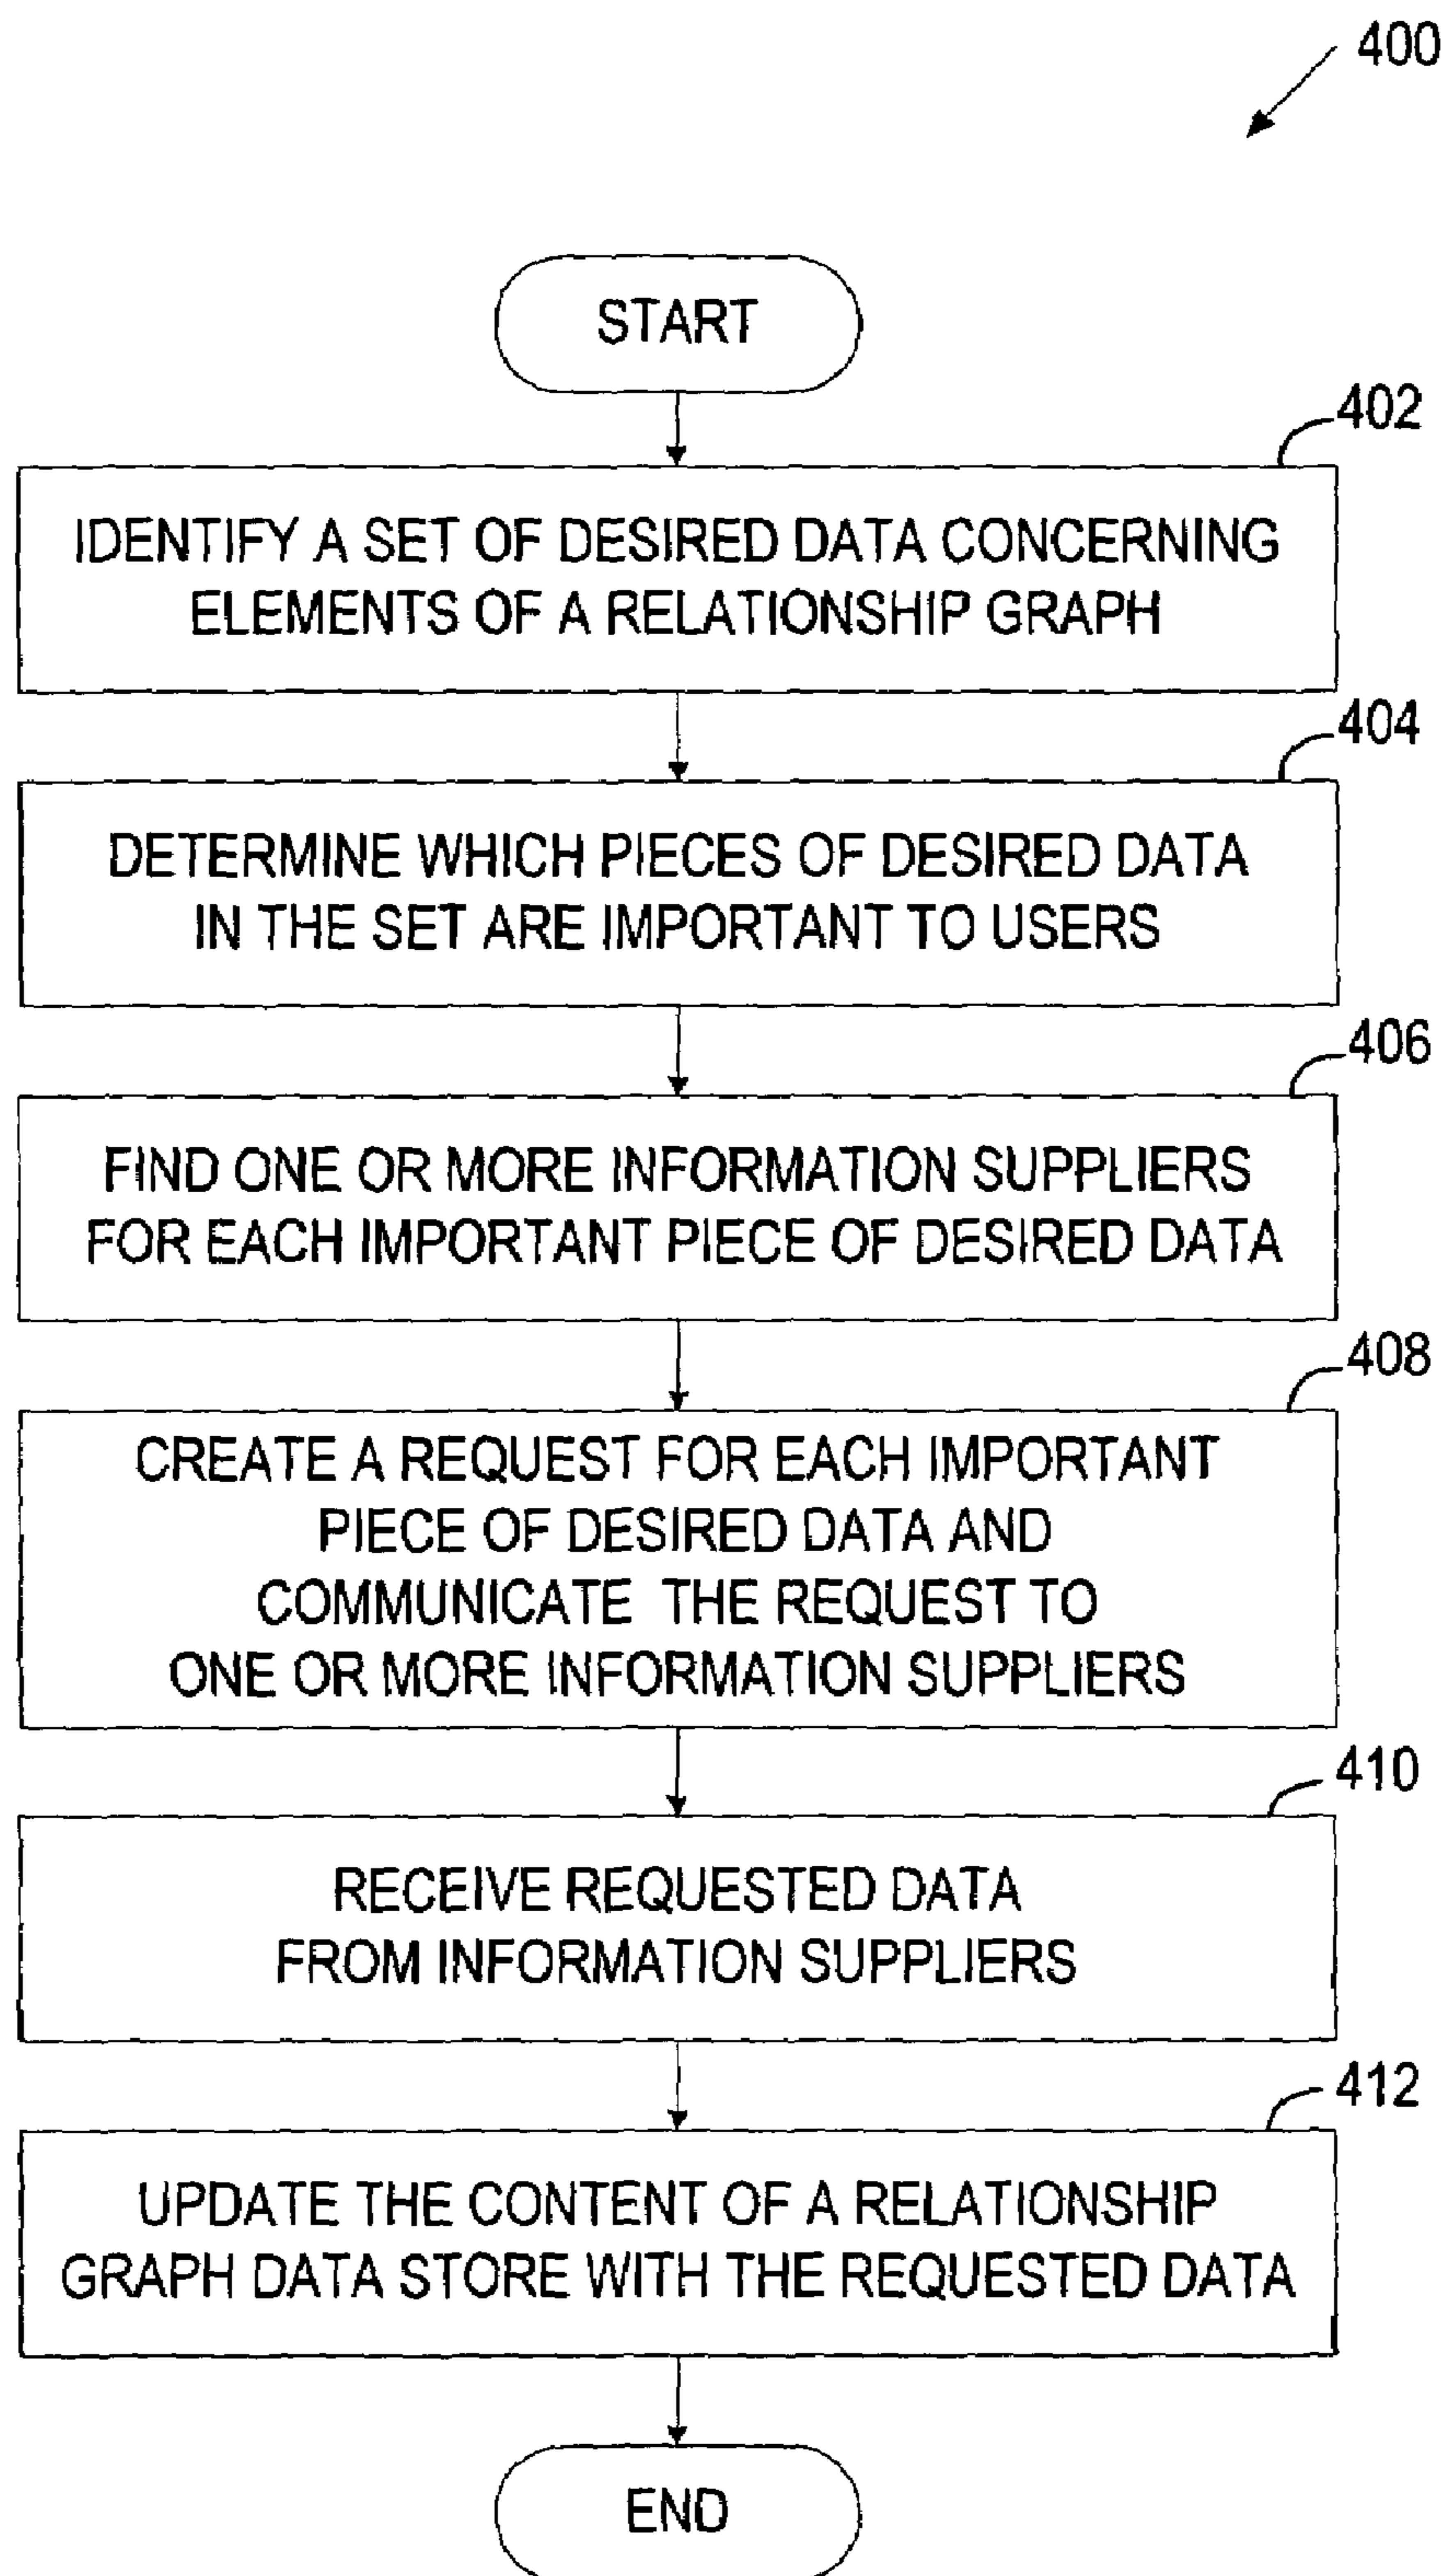 400
START
402
IDENTIFY A SET OF DESIRED DATA CONCERNING
ELEMENTS OF A RELATIONSHIP GRAPH
404
DETERMINE WHICH PIECES OF DESIRED DATA
IN THE SET ARE IMPORTANT TO USERS
406
FIND ONE OR MORE INFORMATION SUPPLIERS
FOR EACH IMPORTANT PIECE OF DESIRED DATA
408
CREATE A REQUEST FOR EACH IMPORTANT
PIECE OF DESIRED DATA AND
COMMUNICATE THE REQUEST TO
ONE OR MORE INFORMATION SUPPLIERS
410
RECEIVE REQUESTED DATA
FROM INFORMATION SUPPLIERS
412
UPDATE THE CONTENT OF A RELATIONSHIP
GRAPH DATA STORE WITH THE REQUESTED DATA
END